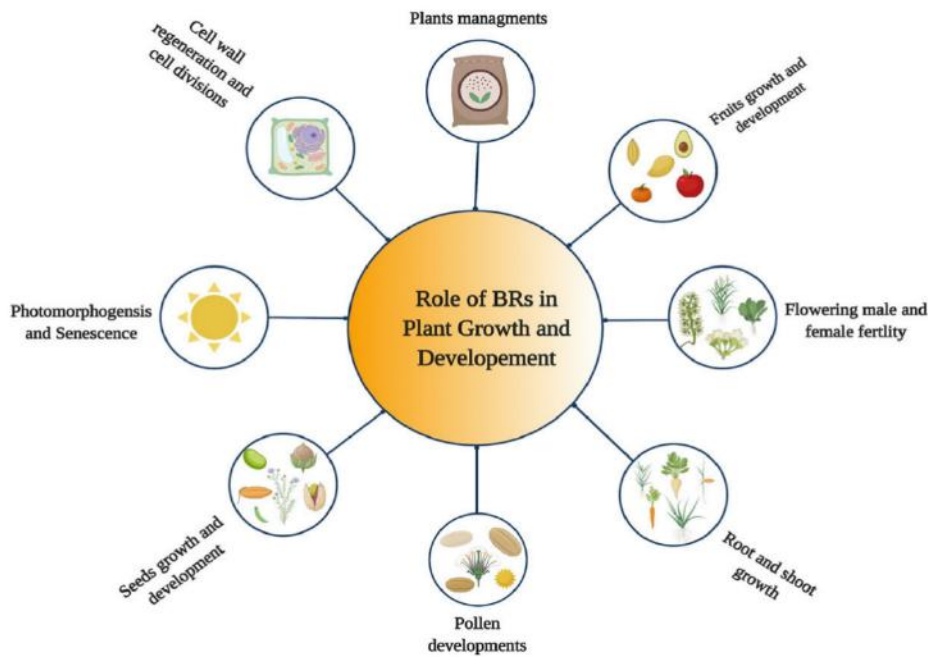 Plants managments
Cell wall
regeneration and
cell divisions
Fruits growth and
development
Role of BRs in
Plant Growth and
Developement
Photomorphogensis
and Senescence
Flowering male and
female fertlity
Seeds growth and
development
Root and shoot
growth
Pollen
developments